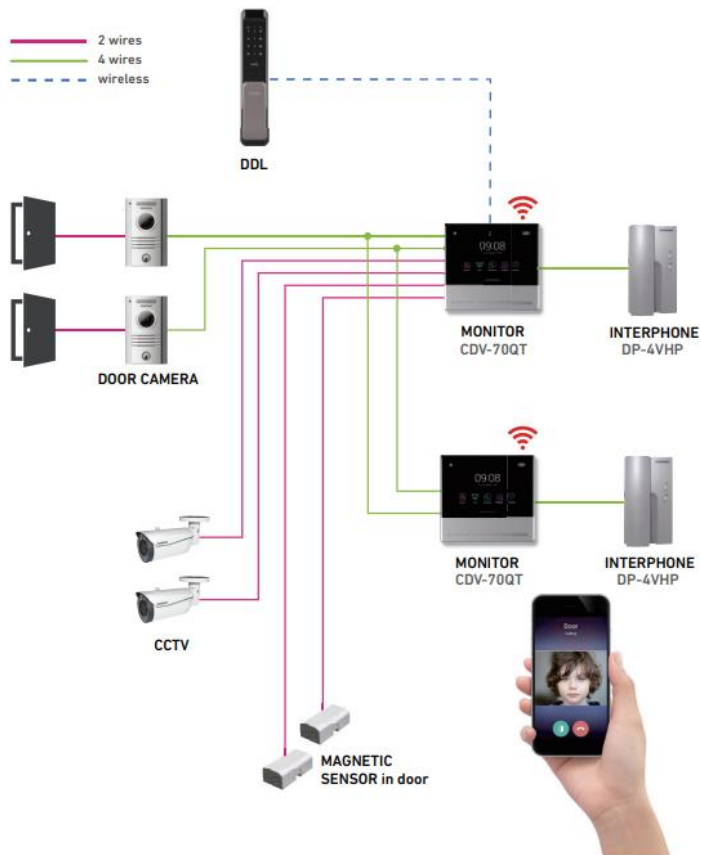 2 wires
4 wires
wireless
DDL
09:08
MONITOR
CDV-70QT
INTERPHONE
DP-4VHP
DOOR CAMERA
09:08
MONITOR
CDV-70QT
INTERPHONE
DP-4VHP
CCTV
Door
MAGNETIC
SENSOR in door